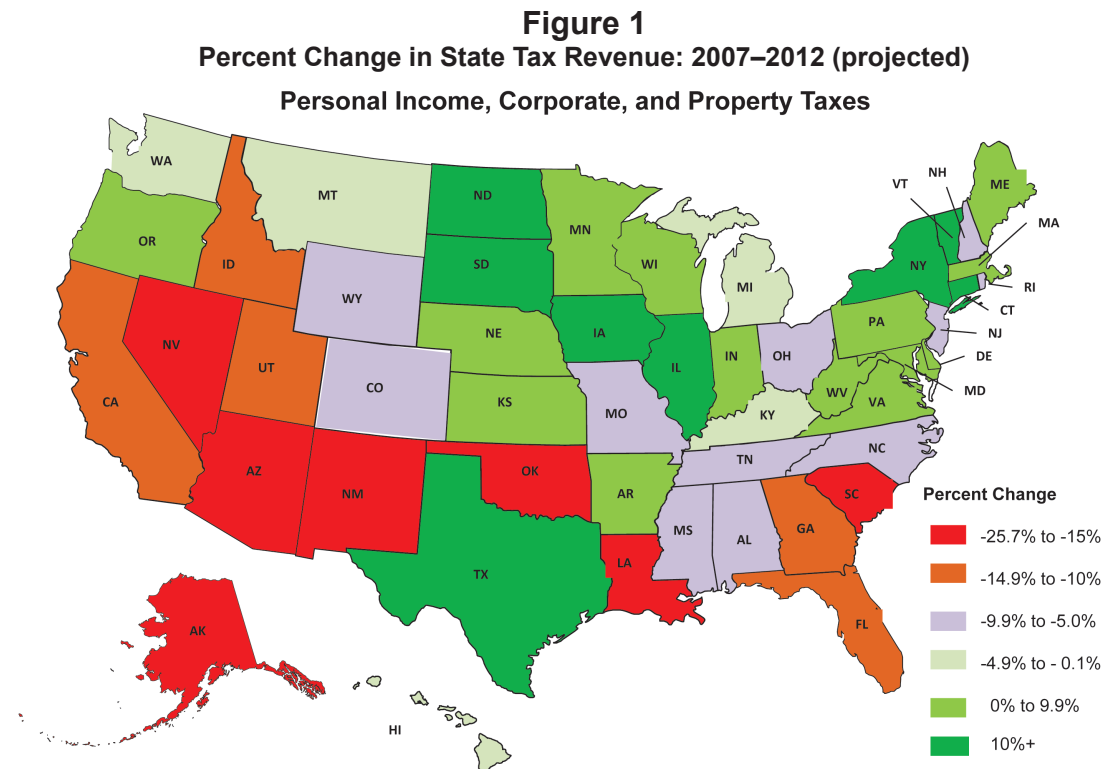 Figure 1
Percent Change in State Tax Revenue: 2007–2012 (projected)
Personal Income, Corporate, and Property Taxes
WA
MT
ND
MN
VT
NH
ME
MA
OR
ID
SD
WI
MI
NY
RI
WY
CT
NV
UT
NE
IA
IL
IN
OH
PA
NJ
DE
MD
CA
CO
KS
MO
KY
WV
VA
AZ
NM
OK
AR
TN
NC
SC
MS
AL
GA
TX
LA
FL
AK
HI
Percent Change
-25.7% to -15%
-14.9% to -10%
-9.9% to -5.0%
-4.9% to - 0.1%
0% to 9.9%
10%+